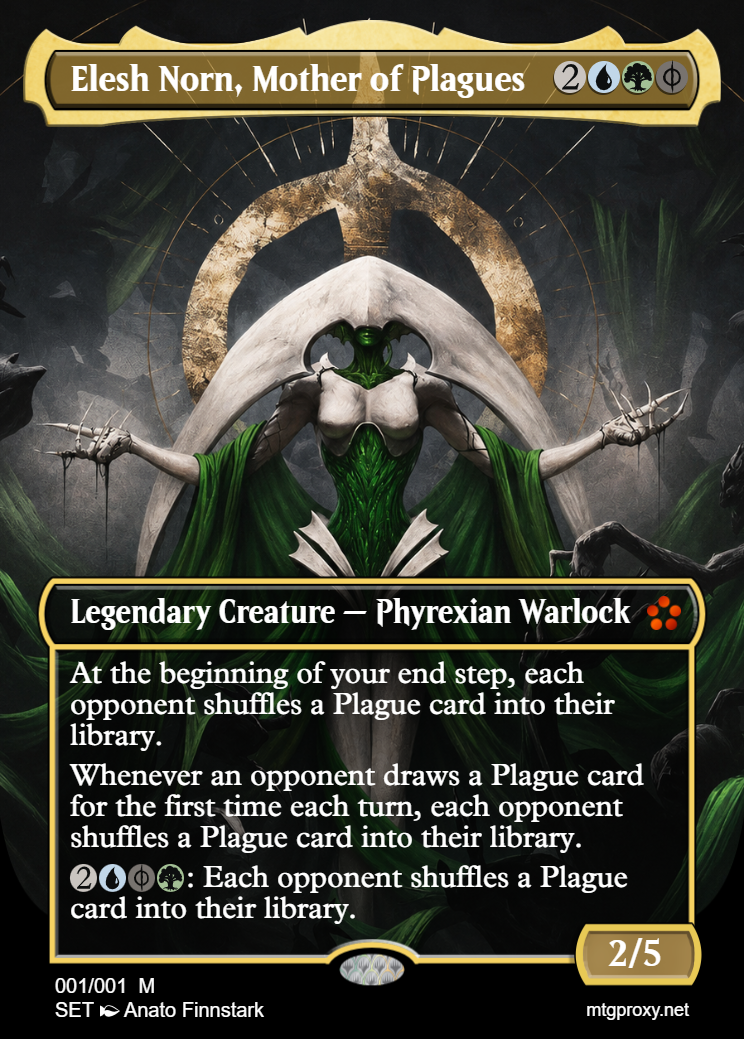 Elesh Norn, Mother of Plagues 2
Legendary Creature — Phyrexian Warlock
At the beginning of your end step, each
opponent shuffles a Plague card into their
library.
Whenever an opponent draws a Plague card
for the first time each turn, each opponent
shuffles a Plague card into their library.
2: Each opponent shuffles a Plague
card into their library.
2/5
001/001 M
SET Anato Finnstark
mtgproxy.net